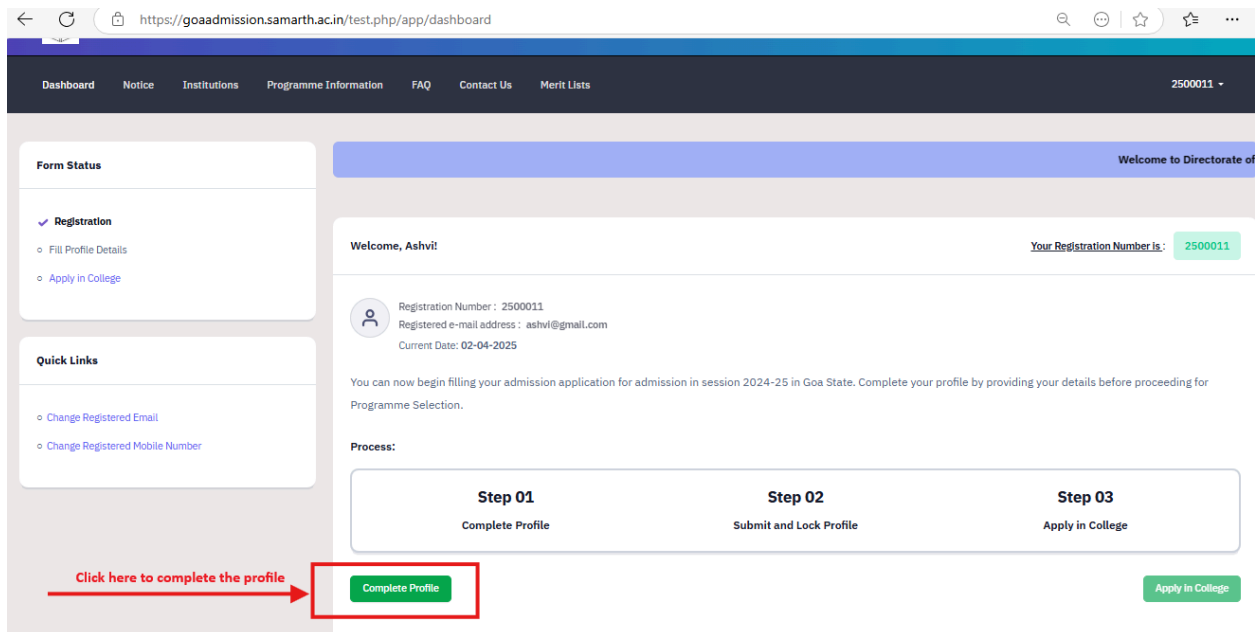 https://goaadmission.samarth.ac.in/test.php/app/dashboard
Dashboard Notice Institutions Programme Information FAQ Contact Us Merit Lists 2500011
Form Status
Registration
Fill Profile Details
Apply in College
Quick Links
Change Registered Email
Change Registered Mobile Number
Welcome to Directorate of
Welcome, Ashvi!
Your Registration Number is : 2500011
Registration Number : 2500011
Registered e-mail address : ashvi@gmail.com
Current Date: 02-04-2025
You can now begin filling your admission application for admission in session 2024-25 in Goa State. Complete your profile by providing your details before proceeding for
Programme Selection.
Process:
Step 01 Step 02 Step 03
Complete Profile Submit and Lock Profile Apply in College
Click here to complete the profile
Complete Profile Apply in College